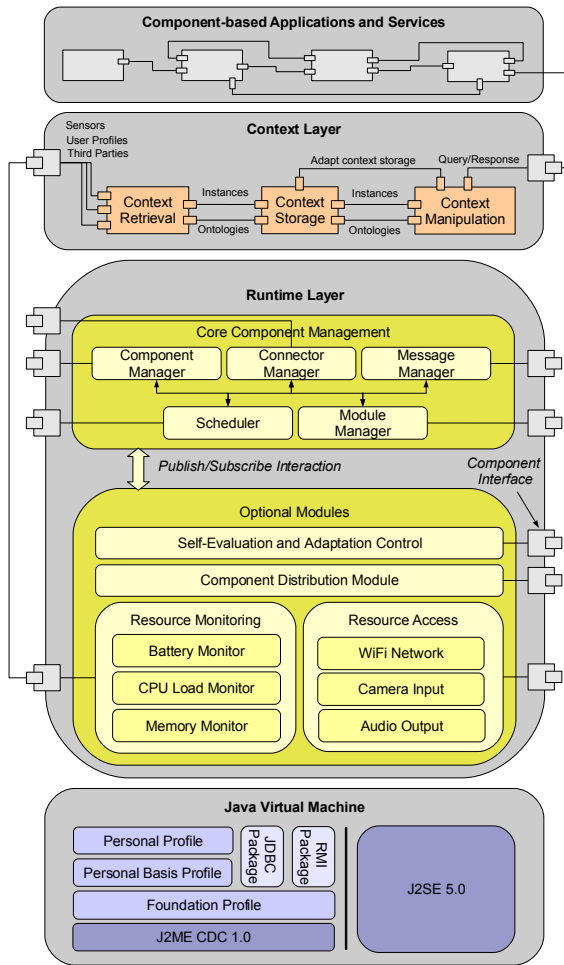 Component-based Applications and Services
Context Layer
Sensors
User Profiles
Third Parties
Adapt context storage
Query/Response
Context
Retrieval
Instances
Ontologies
Context
Storage
Instances
Ontologies
Context
Manipulation
Runtime Layer
Core Component Management
Component
Manager
Connector
Manager
Message
Manager
Scheduler
Module
Manager
Publish/Subscribe Interaction
Component
Interface
Optional Modules
Self-Evaluation and Adaptation Control
Component Distribution Module
Resource Monitoring
Battery Monitor
CPU Load Monitor
Memory Monitor
Resource Access
WiFi Network
Camera Input
Audio Output
Java Virtual Machine
Personal Profile
Personal Basis Profile
JDBC
Package
RMI
Package
Foundation Profile
J2ME CDC 1.0
J2SE 5.0